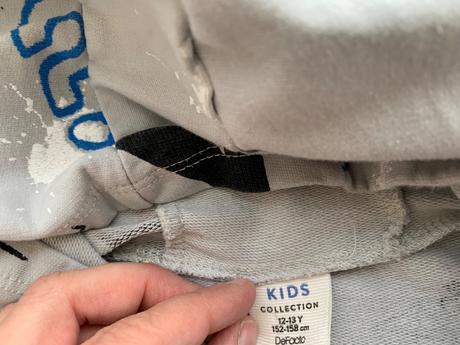 KIDS
COLLECTION
12-13 Y
152-158 cm
DeFacto